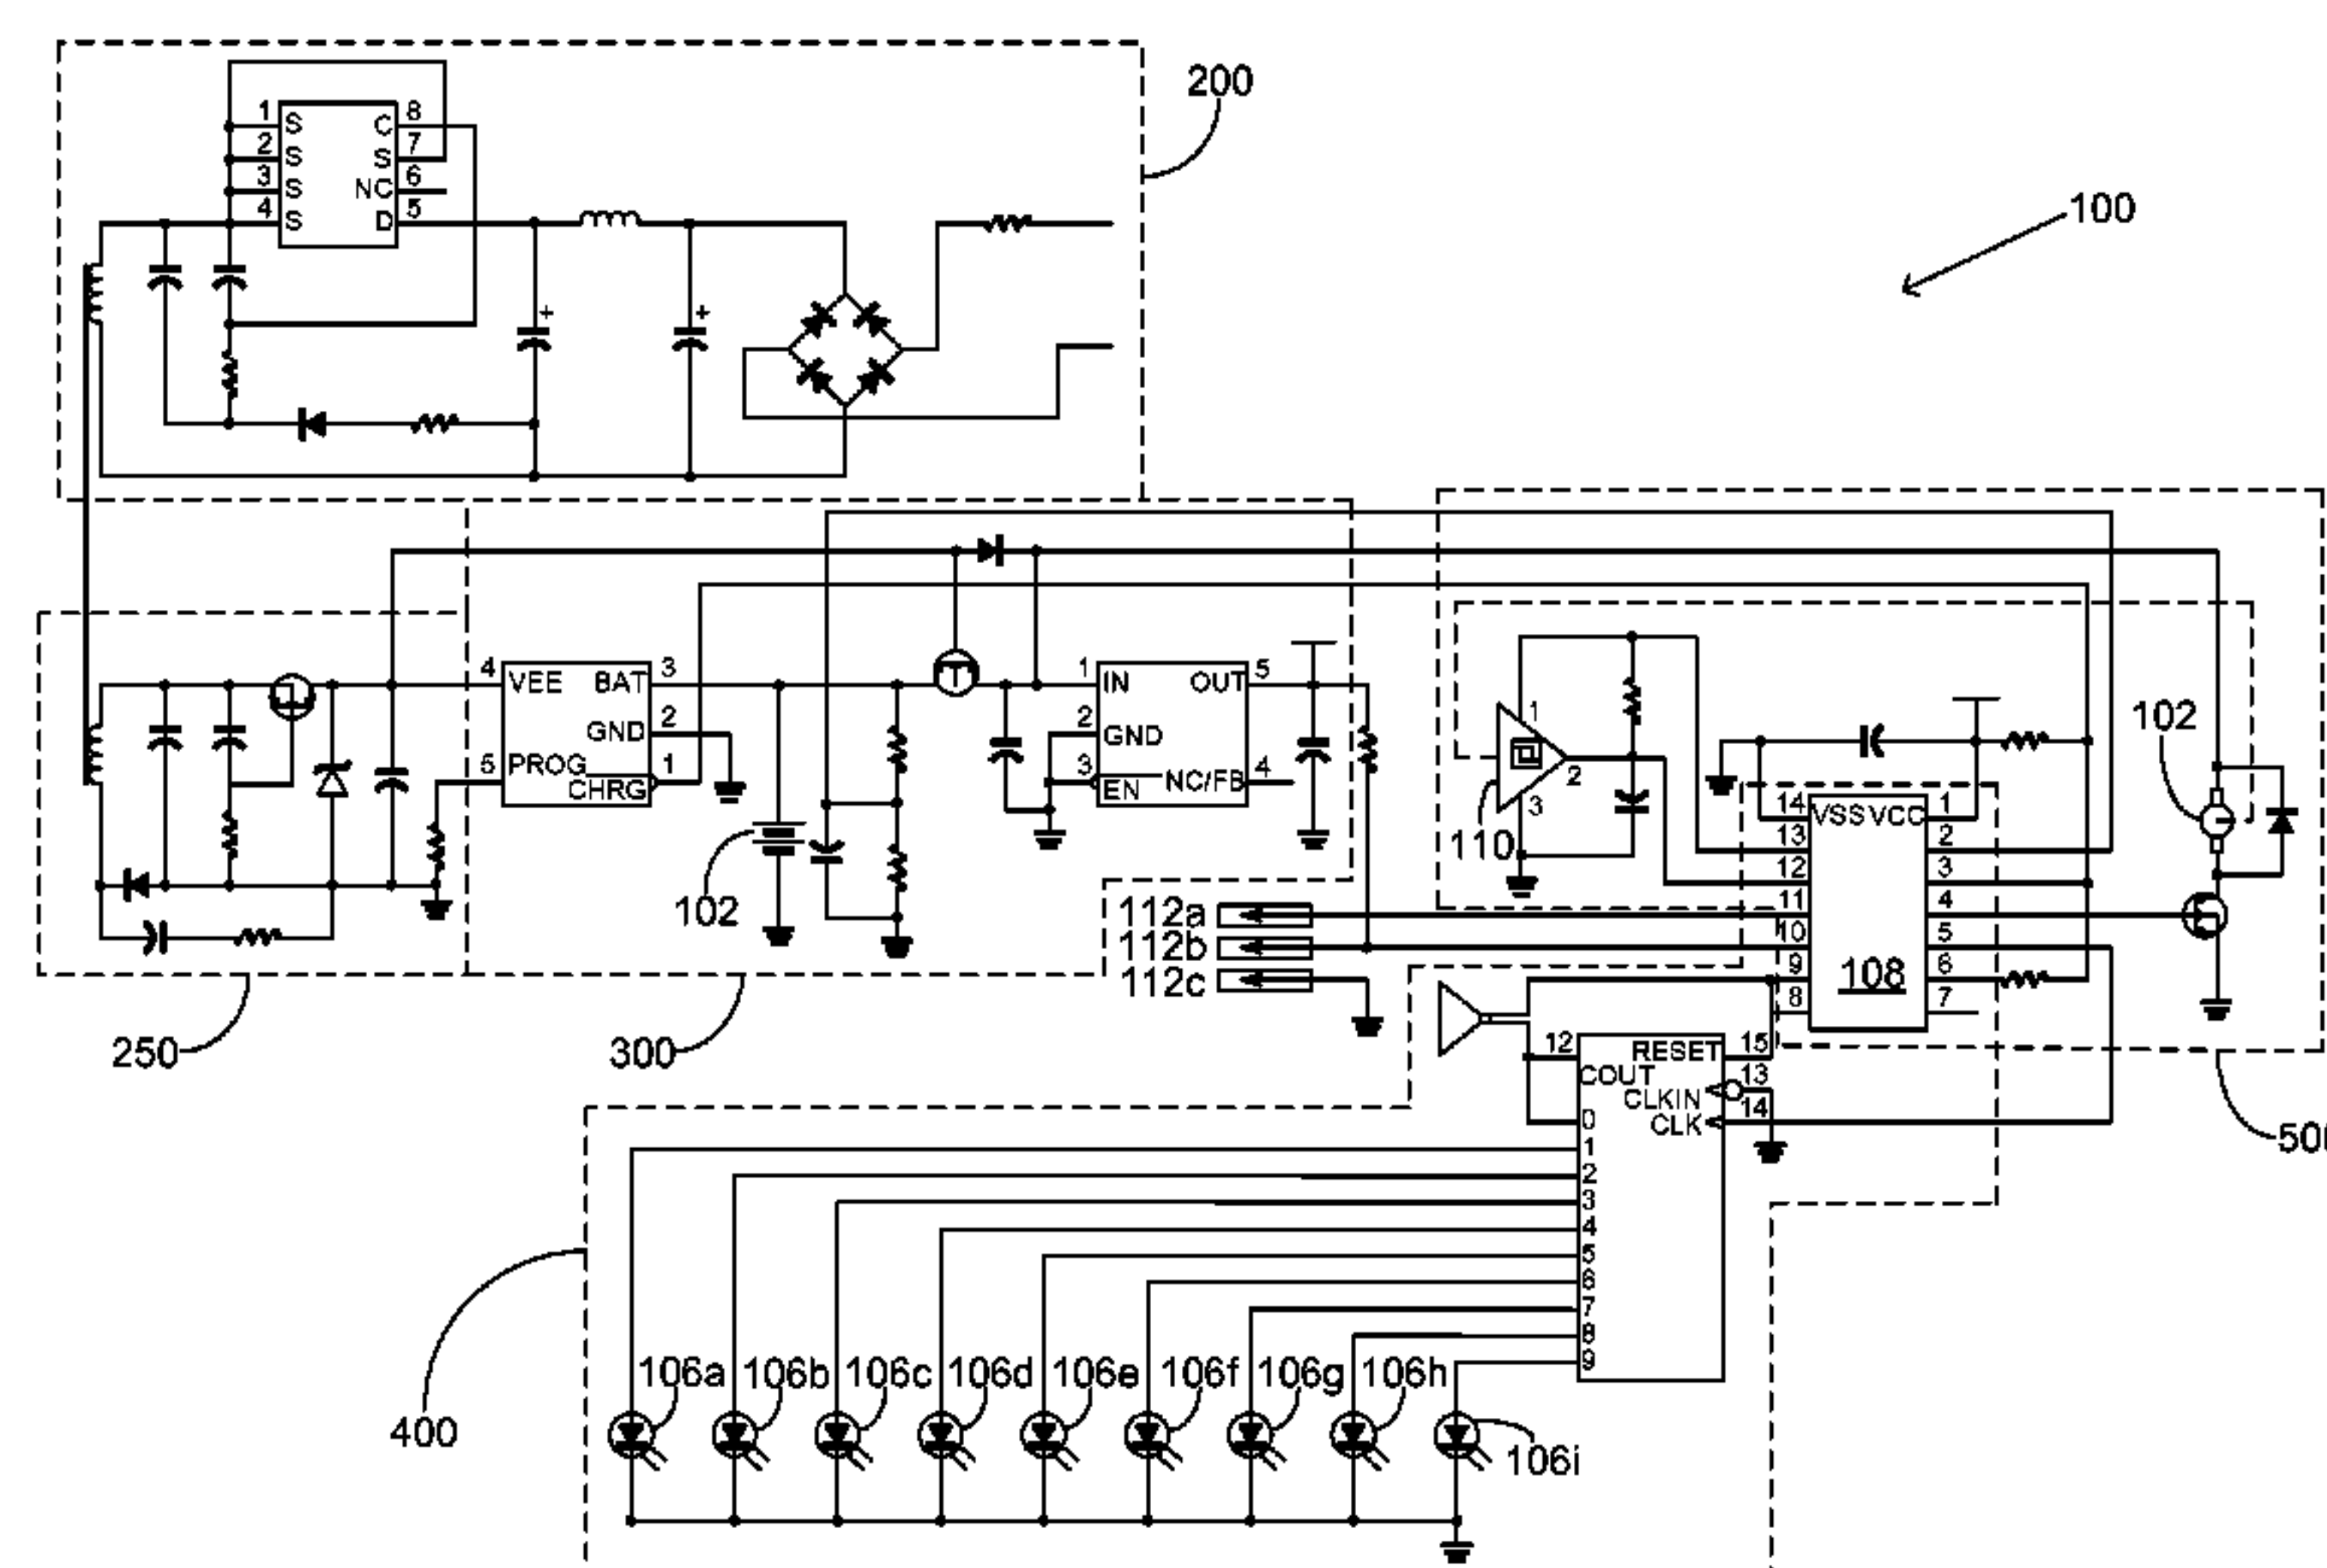 200
100
1 S C 8
2 S S 7
3 S NC 6
4 S D 5
+ +
4 VEE BAT 3
GND 2
5 PROG CHRG 1
1 IN OUT 5
2 GND
3 EN NC/FB 4
102
1
2
3
110
102
14 VSS VCC 1
13 2
12 3
11 4
10 5
9 6
8 7
108
112a
112b
112c
250
300
12 RESET 15
COUT 13
CLKIN 14
CLK
0
1
2
3
4
5
6
7
8
9
400
106a 106b 106c 106d 106e 106f 106g 106h
106i